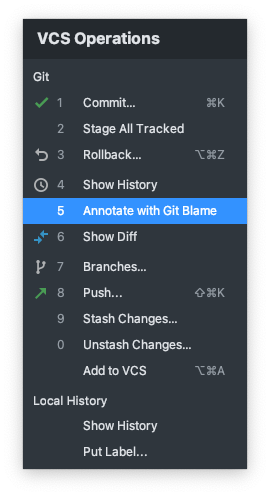 VCS Operations
Git
1 Commit... ⌘K
2 Stage All Tracked
3 Rollback... ⌥⌘Z
4 Show History
5 Annotate with Git Blame
6 Show Diff
7 Branches...
8 Push... ⇧⌘K
9 Stash Changes...
0 Unstash Changes...
Add to VCS ⌥⌘A
Local History
Show History
Put Label...